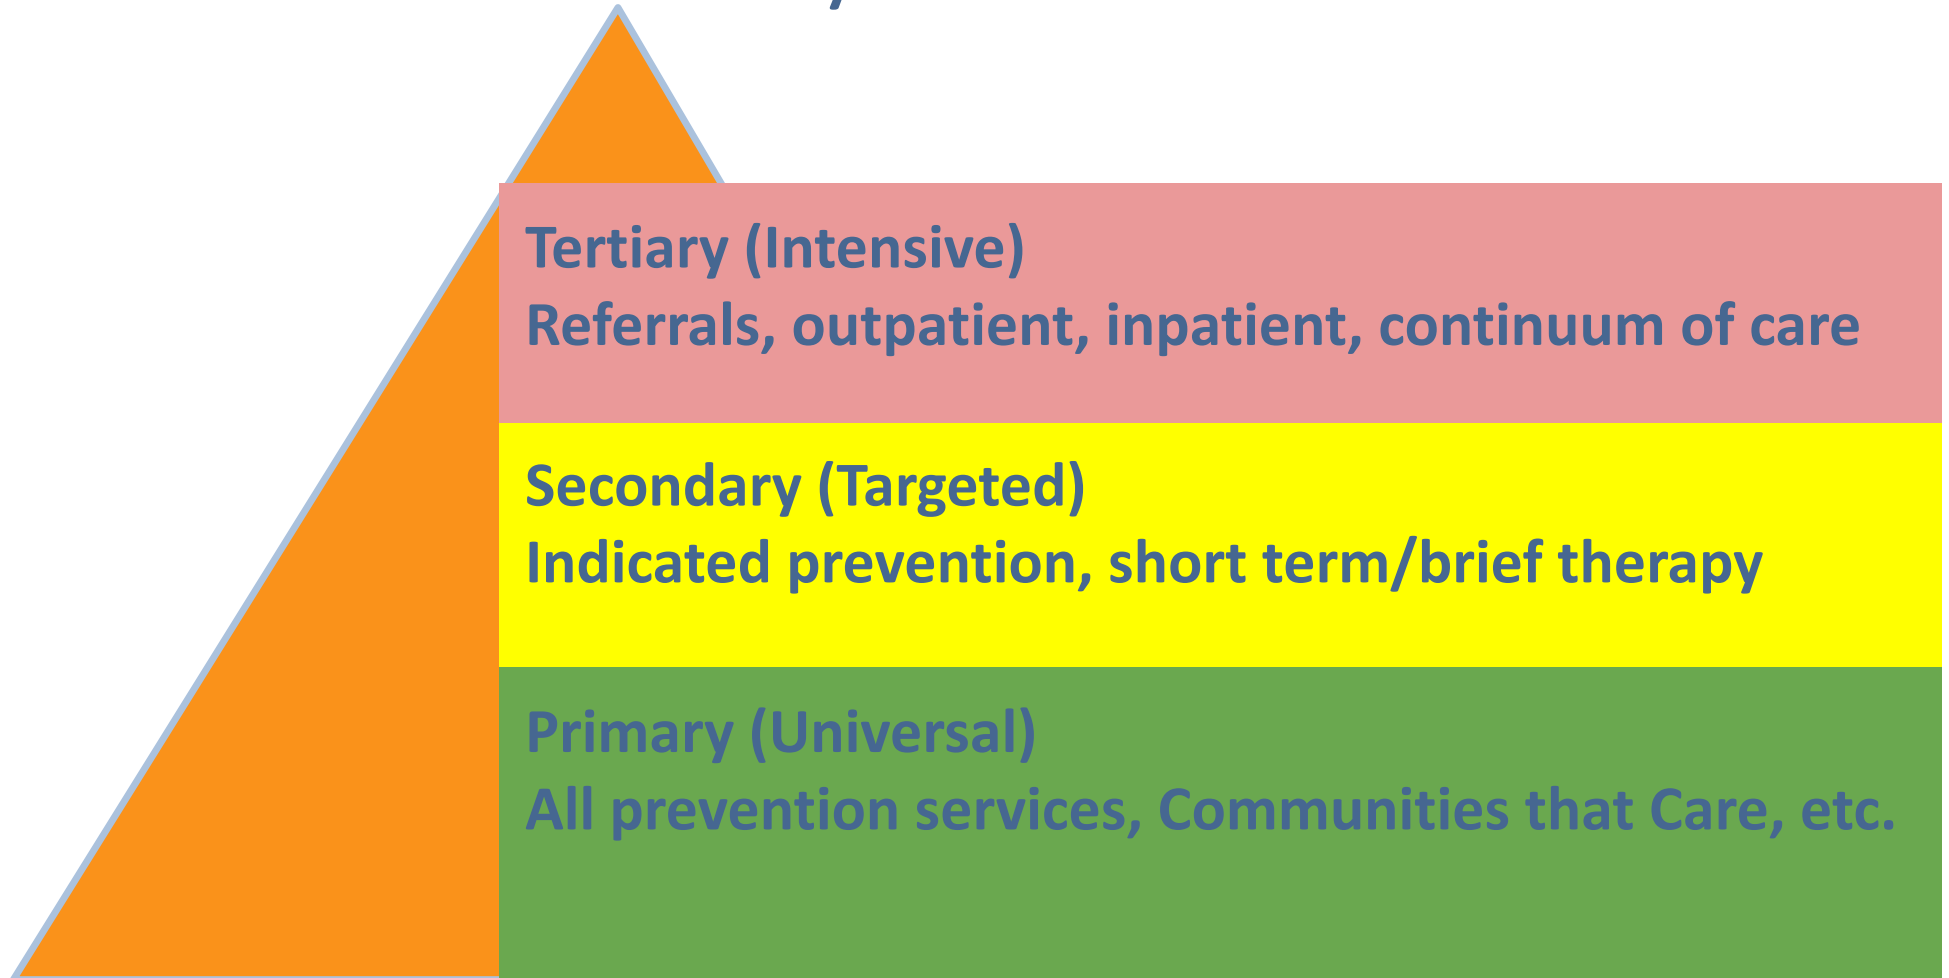 Tertiary (Intensive)
Referrals, outpatient, inpatient, continuum of care
Secondary (Targeted)
Indicated prevention, short term/brief therapy
Primary (Universal)
All prevention services, Communities that Care, etc.